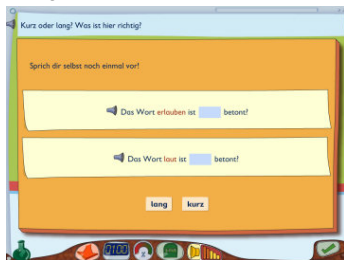 Kurz oder lang? Was ist hier richtig?
Sprich dir selbst noch einmal vor!
Das Wort erlauben ist betont!
Das Wort laut ist betont!
lang kurz